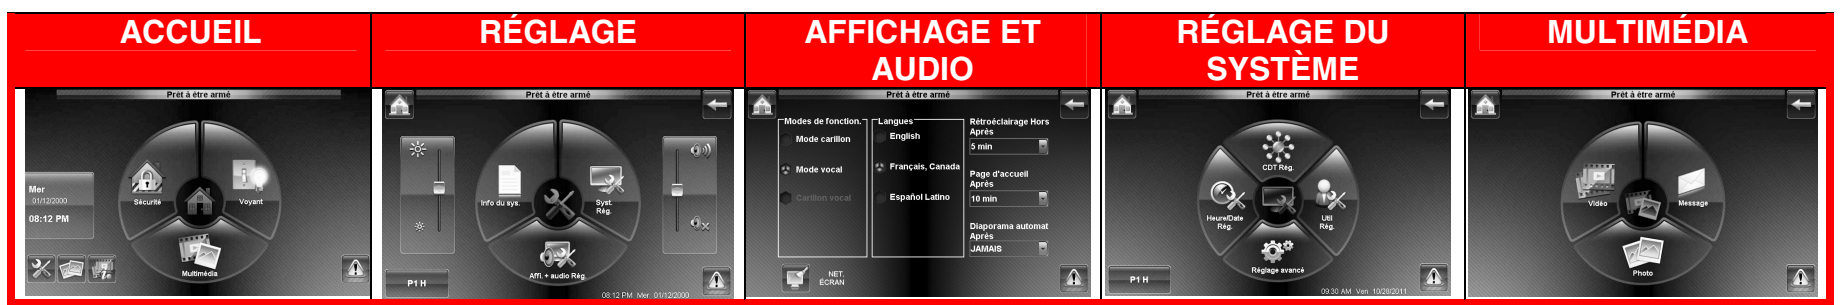 ACCUEIL
RÉGLAGE
AFFICHAGE ET
AUDIO
RÉGLAGE DU
SYSTÈME
MULTIMÉDIA
Prêt à être armé
Mer
01/12/2000
08:12 PM
Sécurité
Voyant
Multimédia
Prêt à être armé
Info du sys.
Syst.
Rég.
Affi. + audio Rég.
P1 H
08:12 PM Mer 01/12/2000
Prêt à être armé
Modes de fonction.
Mode carillon
Mode vocal
Carillon vocal
Langues
English
Français, Canada
Español Latino
Rétroéclairage Hors
Après
5 min
Page d'accueil
Après
10 min
Diaporama automat
Après
JAMAIS
NET.
ÉCRAN
Prêt à être armé
CDT Rég.
Heure/Date
Rég.
Util
Rég.
Réglage avancé
P1 H
09:30 AM Ven 10/28/2011
Prêt à être armé
Vidéo
Message
Photo